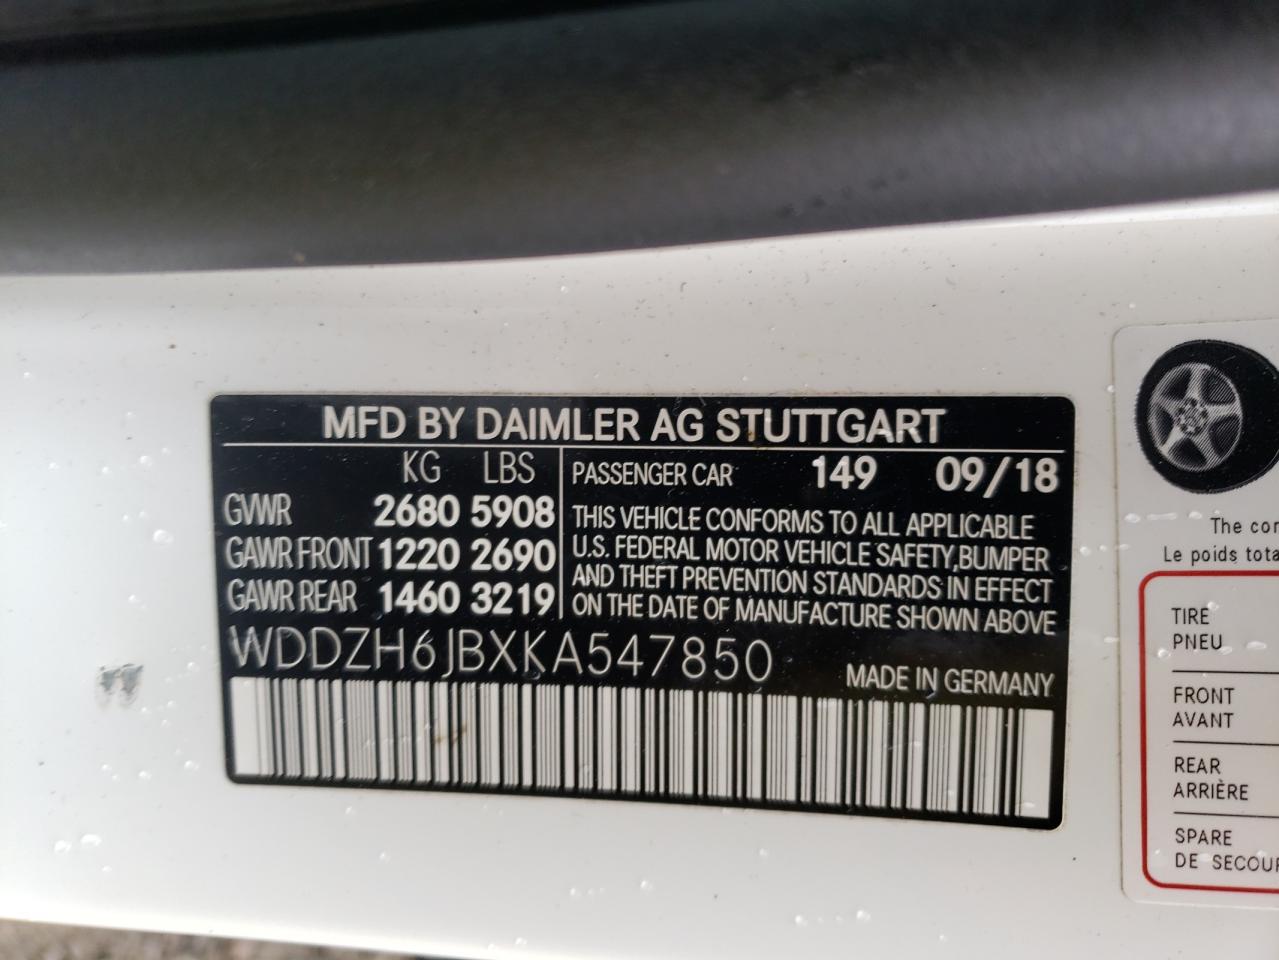 MFD BY DAIMLER AG STUTTGART
KG LBS
GVWR 2680 5908
GAWR FRONT 1220 2690
GAWR REAR 1460 3219
PASSENGER CAR 149 09/18
THIS VEHICLE CONFORMS TO ALL APPLICABLE
U.S. FEDERAL MOTOR VEHICLE SAFETY,BUMPER
AND THEFT PREVENTION STANDARDS IN EFFECT
ON THE DATE OF MANUFACTURE SHOWN ABOVE
WDDZH6JBXKA547850
MADE IN GERMANY
The
Le poids
TIRE
PNEU
FRONT
AVANT
REAR
ARRIÈRE
SPARE
DE